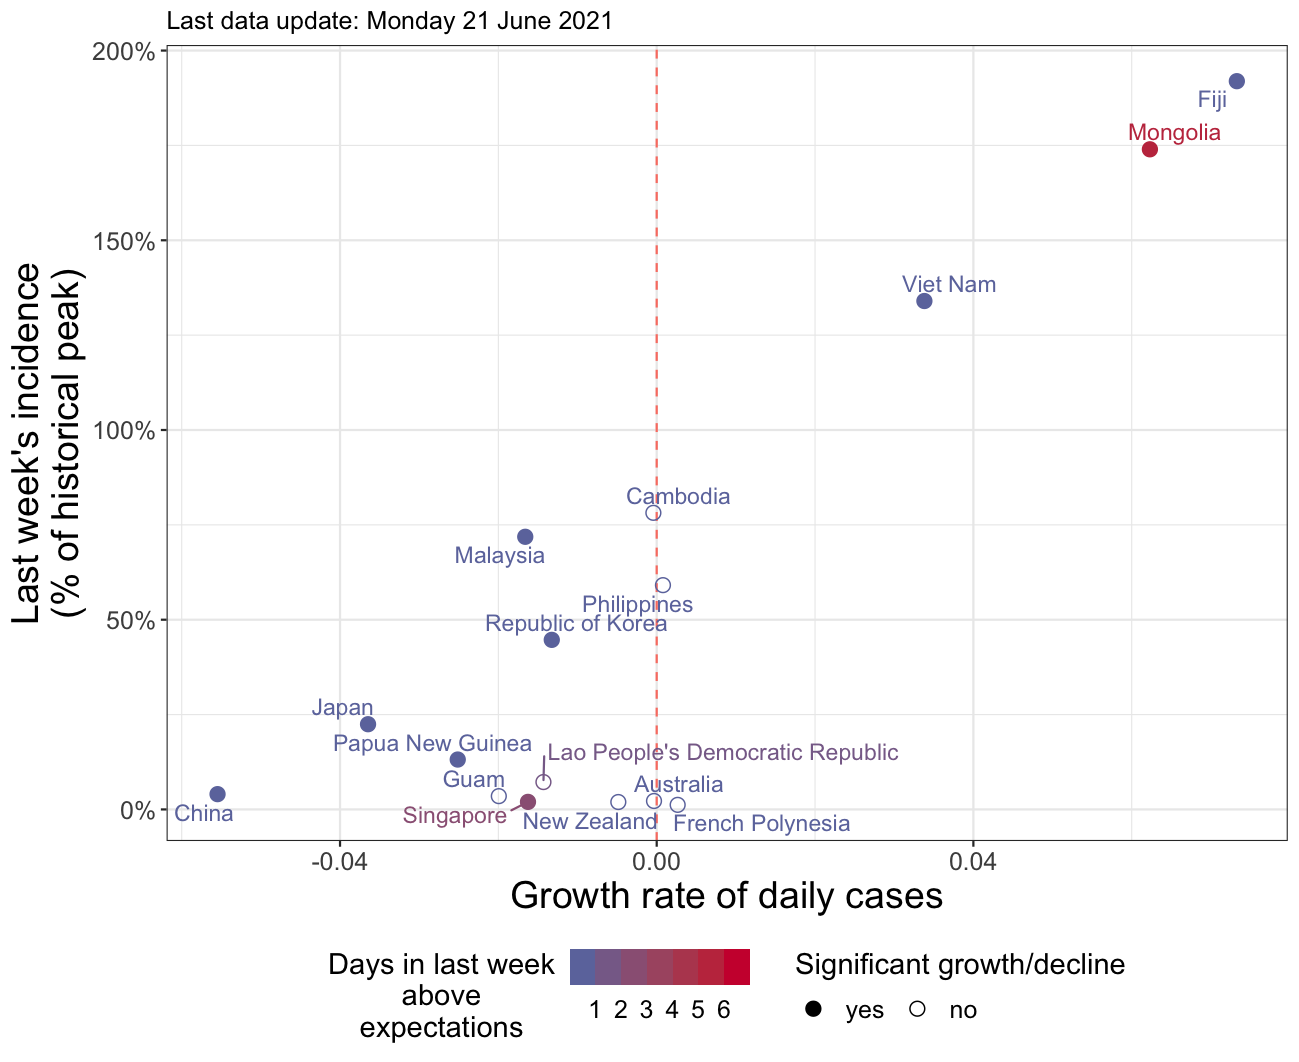 Last data update: Monday 21 June 2021
Last week's incidence
(% of historical peak)
200%
150%
100%
50%
0%
Fiji
Mongolia
Viet Nam
Cambodia
Malaysia
Philippines
Republic of Korea
Japan
Papua New Guinea
Lao People's Democratic Republic
Guam
Australia
China
Singapore
New Zealand
French Polynesia
-0.04
0.00
0.04
Growth rate of daily cases
Days in last week
above
expectations
1 2 3 4 5 6
Significant growth/decline
yes
no